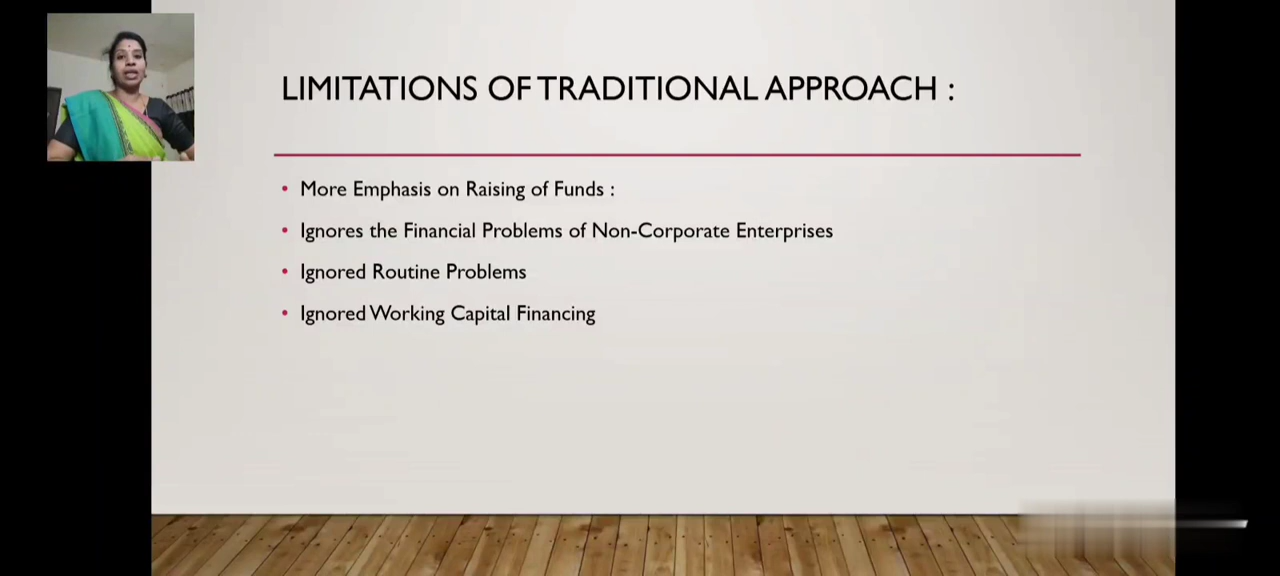 LIMITATIONS OF TRADITIONAL APPROACH :
• More Emphasis on Raising of Funds :
• Ignores the Financial Problems of Non-Corporate Enterprises
• Ignored Routine Problems
• Ignored Working Capital Financing